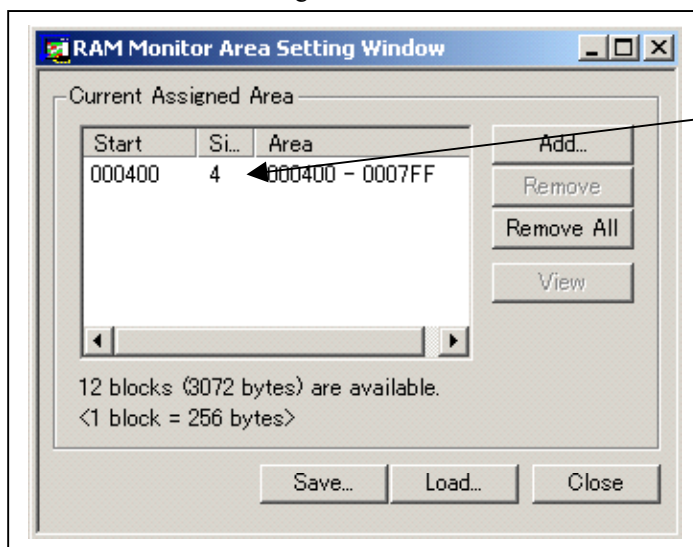 RAM Monitor Area Setting Window
Current Assigned Area
Start Si... Area
000400 4 000400 - 0007FF
Add...
Remove
Remove All
View
12 blocks (3072 bytes) are available.
<1 block = 256 bytes>
Save... Load... Close